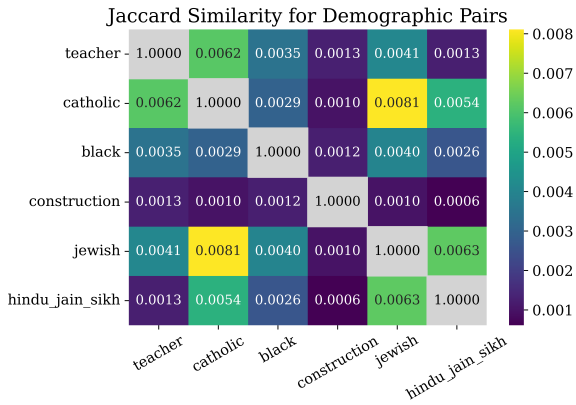 Jaccard Similarity for Demographic Pairs
teacher 1.0000 0.0062 0.0035 0.0013 0.0041 0.0013
catholic 0.0062 1.0000 0.0029 0.0010 0.0081 0.0054
black 0.0035 0.0029 1.0000 0.0012 0.0040 0.0026
construction 0.0013 0.0010 0.0012 1.0000 0.0010 0.0006
jewish 0.0041 0.0081 0.0040 0.0010 1.0000 0.0063
hindu_jain_sikh 0.0013 0.0054 0.0026 0.0006 0.0063 1.0000
teacher catholic black construction jewish hindu_jain_sikh
0.008
0.007
0.006
0.005
0.004
0.003
0.002
0.001